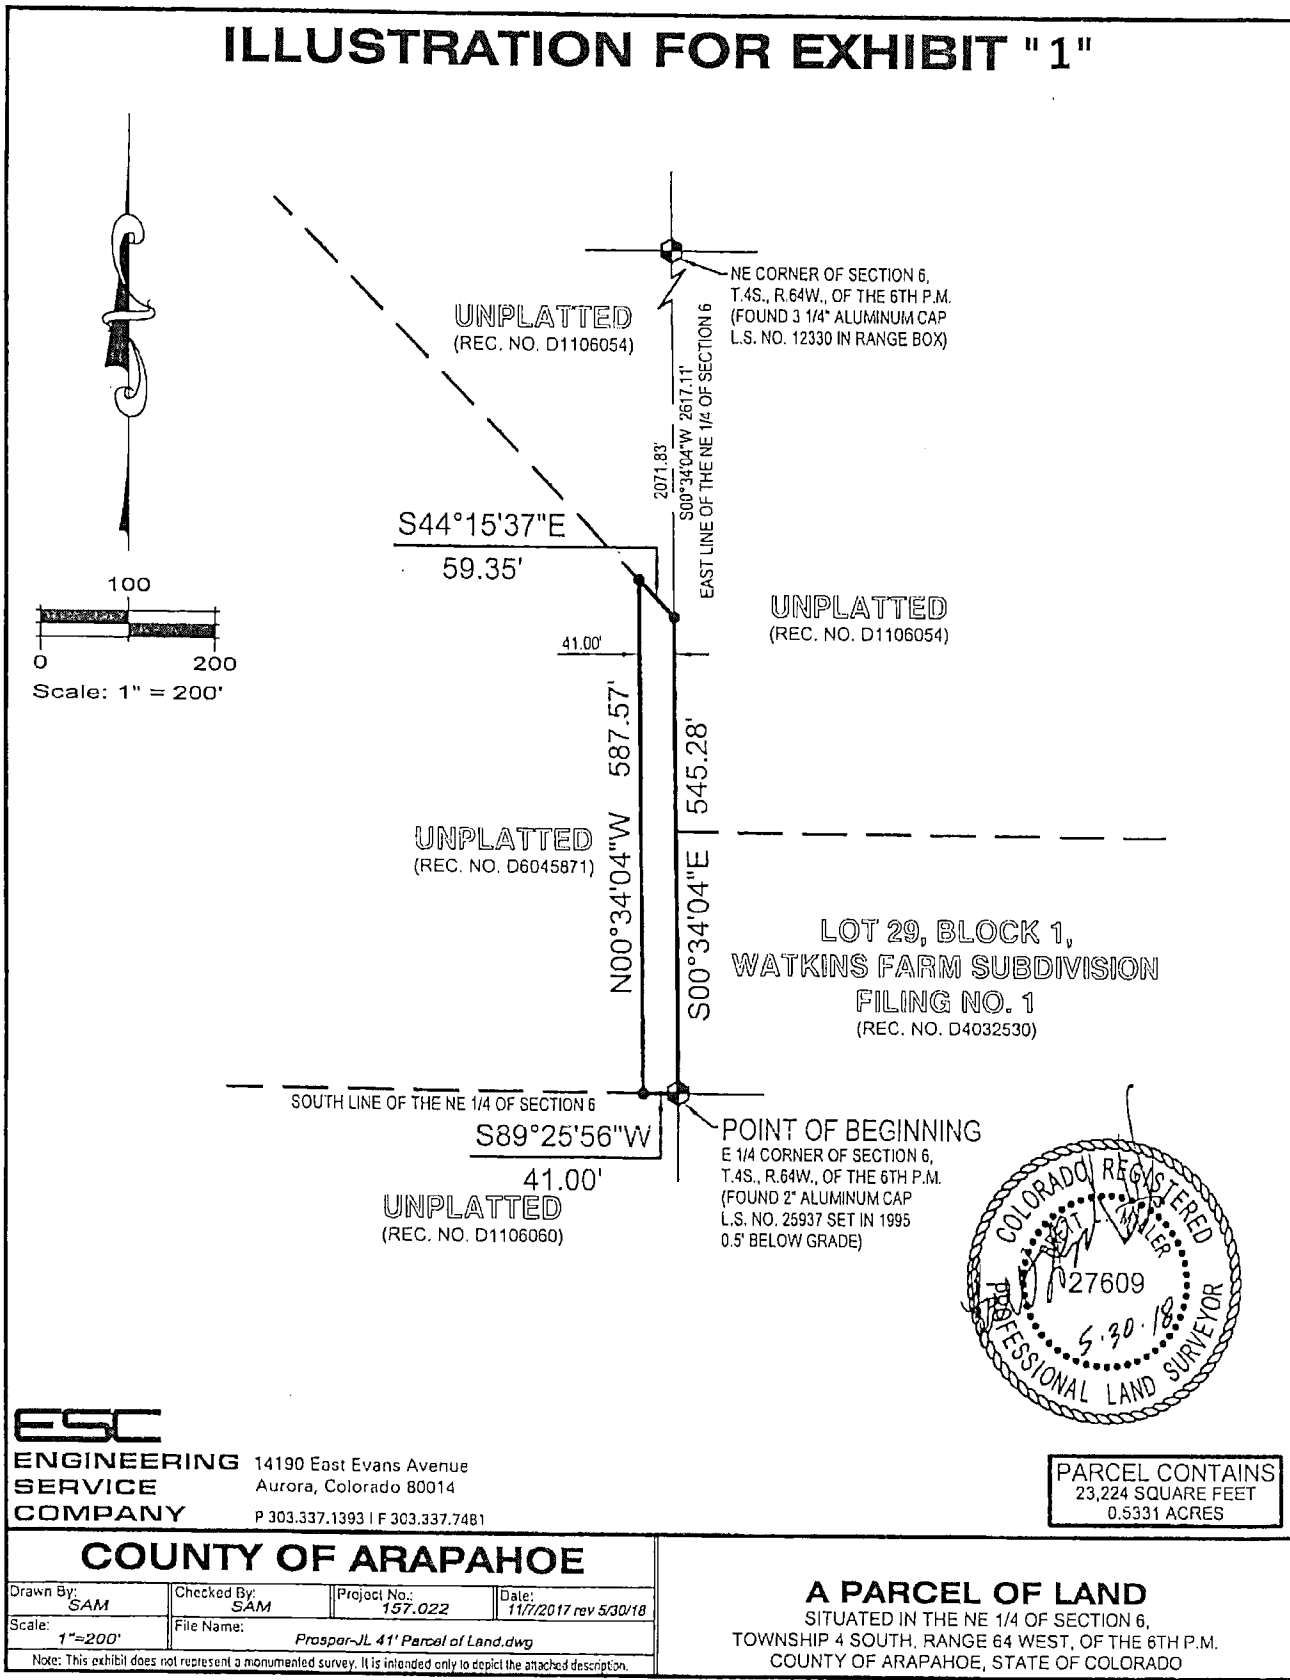 ILLUSTRATION FOR EXHIBIT "1"
NE CORNER OF SECTION 6,
T.4S., R.64W., OF THE 6TH P.M.
(FOUND 3 1/4" ALUMINUM CAP
L.S. NO. 12330 IN RANGE BOX)
UNPLATTED
(REC. NO. D1106054)
2071.83'
S00°34'04"W 2617.11'
EAST LINE OF THE NE 1/4 OF SECTION 6
S44°15'37"E
59.35'
100
0 200
Scale: 1" = 200'
UNPLATTED
(REC. NO. D1106054)
41.00'
N00°34'04"W 587.57'
S00°34'04"E 545.28'
UNPLATTED
(REC. NO. D6045871)
LOT 29, BLOCK 1,
WATKINS FARM SUBDIVISION
FILING NO. 1
(REC. NO. D4032530)
SOUTH LINE OF THE NE 1/4 OF SECTION 6
S89°25'56"W
41.00'
UNPLATTED
(REC. NO. D1106060)
POINT OF BEGINNING
E 1/4 CORNER OF SECTION 6,
T.4S., R.64W., OF THE 6TH P.M.
(FOUND 2" ALUMINUM CAP
L.S. NO. 25937 SET IN 1995
0.5' BELOW GRADE)
COLORADO REGISTERED
BRETT L. MILLER
27609
5.30.18
PROFESSIONAL LAND SURVEYOR
ESC
ENGINEERING
SERVICE
COMPANY
14190 East Evans Avenue
Aurora, Colorado 80014
P 303.337.1393 | F 303.337.7481
PARCEL CONTAINS
23,224 SQUARE FEET
0.5331 ACRES
COUNTY OF ARAPAHOE
Drawn By: SAM
Checked By: SAM
Project No.: 157.022
Date: 11/7/2017 rev 5/30/18
Scale: 1"=200'
File Name: Prosper-JL 41' Parcel of Land.dwg
Note: This exhibit does not represent a monumented survey. It is intended only to depict the attached description.
A PARCEL OF LAND
SITUATED IN THE NE 1/4 OF SECTION 6,
TOWNSHIP 4 SOUTH, RANGE 64 WEST, OF THE 6TH P.M.
COUNTY OF ARAPAHOE, STATE OF COLORADO